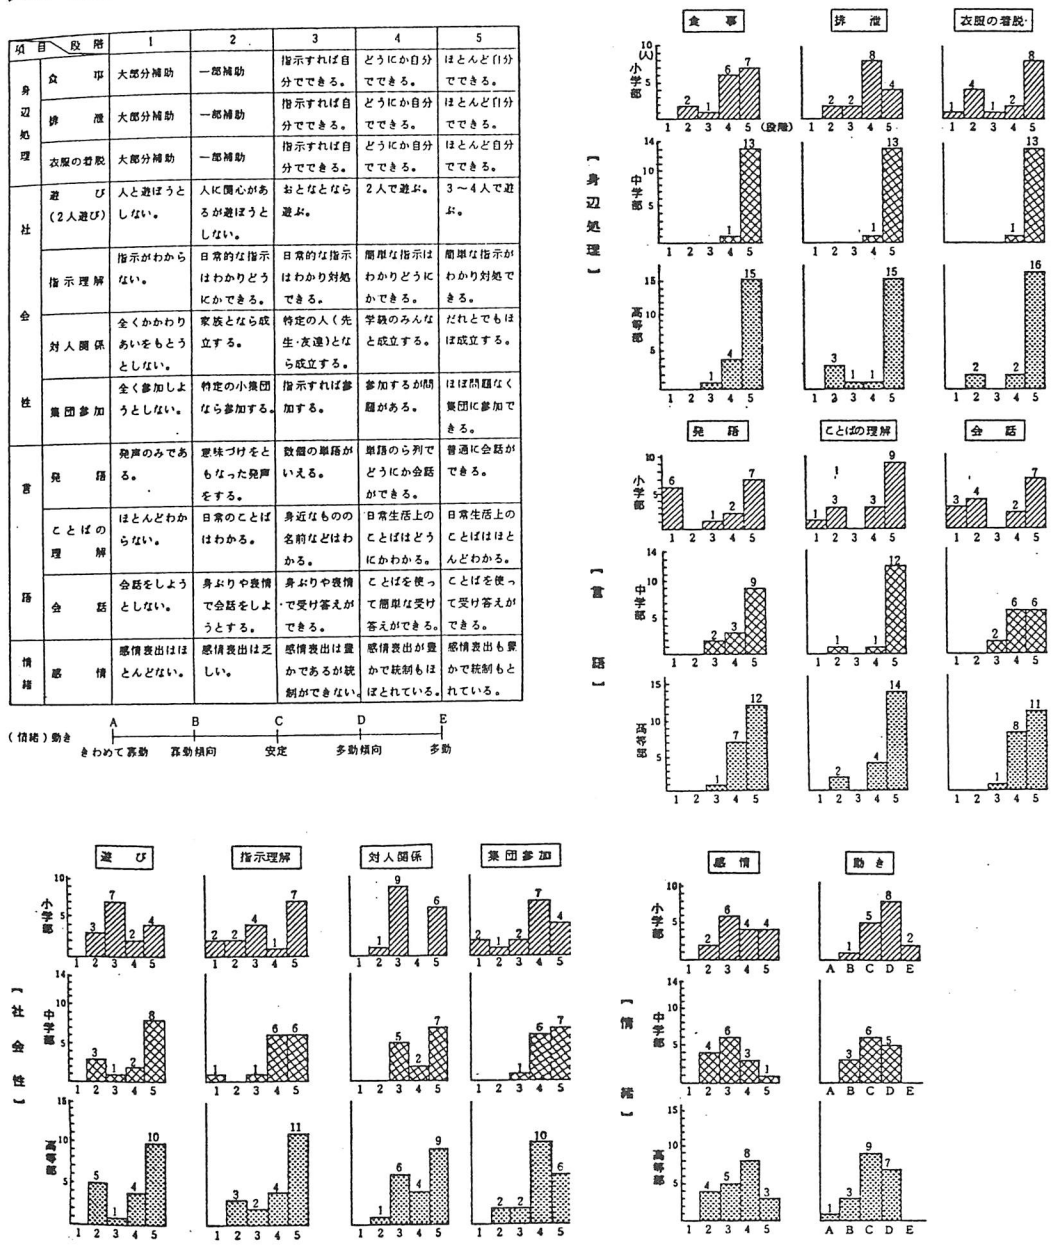 項目 段階 1 2 3 4 5
身辺処理
食事 大部分補助 一部補助 指示すれば自分でできる。 どうにか自分でできる。 ほとんど自分でできる。
排泄 大部分補助 一部補助 指示すれば自分でできる。 どうにか自分でできる。 ほとんど自分でできる。
衣服の着脱 大部分補助 一部補助 指示すれば自分でできる。 どうにか自分でできる。 ほとんど自分でできる。
社会性
遊び(2人遊び) 人と遊ぼうとしない。 人に関心があるが遊ぼうとしない。 おとなとなら遊ぶ。 2人で遊ぶ。 3〜4人で遊ぶ。
指示理解 指示がわからない。 日常的な指示はわかりどうにかできる。 日常的な指示はわかり対処できる。 簡単な指示はわかりどうにかできる。 簡単な指示がわかり対処できる。
対人関係 全くかかわりあいをもとうとしない。 家族となら成立する。 特定の人(先生・友達)となら成立する。 学級のみんなと成立する。 だれとでもほぼ成立する。
集団参加 全く参加しようとしない。 特定の小集団なら参加する。 指示すれば参加する。 参加するが問題がある。 ほぼ問題なく集団に参加できる。
言語
発語 発声のみである。 意味づけをともなった発声をする。 数個の単語がいえる。 単語のら列でどうにか会話ができる。 普通に会話ができる。
ことばの理解 ほとんどわからない。 日常のことばはわかる。 身近なものの名前などはわかる。 日常生活上のことばはどうにかわかる。 日常生活上のことばはほとんどわかる。
会話 会話をしようとしない。 身ぶりや表情で会話をしようとする。 身ぶりや表情で受け答えができる。 ことばを使って簡単な受け答えができる。 ことばを使って受け答えができる。
情緒
感情 感情表出はほとんどない。 感情表出は乏しい。 感情表出は豊かであるが統制ができない。 感情表出が豊かで統制もほぼとれている。 感情表出も豊かで統制もとれている。
A B C D E
(情緒)動き
きわめて寡動 寡動傾向 安定 多動傾向 多動
[身辺処理]
食事 排泄 衣服の着脱
小学部
10 (人) 5
2 1 6 7
1 2 3 4 5 (段階)
2 2 8 4
1 2 3 4 5
1 4 1 2 8
1 2 3 4 5
中学部
14 10 5
1 13
1 2 3 4 5
1 13
1 2 3 4 5
1 13
1 2 3 4 5
高等部
15 10 5
1 4 15
1 2 3 4 5
3 1 1 15
1 2 3 4 5
2 2 16
1 2 3 4 5
[言語]
発語 ことばの理解 会話
小学部
10 5
6 1 2 7
1 2 3 4 5
1 3 3 9
1 2 3 4 5
3 4 2 7
1 2 3 4 5
中学部
14 10 5
2 3 9
1 2 3 4 5
1 1 12
1 2 3 4 5
2 6 6
1 2 3 4 5
高等部
15 10 5
1 7 12
1 2 3 4 5
2 4 14
1 2 3 4 5
1 8 11
1 2 3 4 5
[社会性]
遊び 指示理解 対人関係 集団参加
小学部
10 5
3 7 2 4
1 2 3 4 5
2 2 4 1 7
1 2 3 4 5
1 9 6
1 2 3 4 5
2 1 2 7 4
1 2 3 4 5
中学部
14 10 5
3 1 2 8
1 2 3 4 5
1 1 6 6
1 2 3 4 5
5 2 7
1 2 3 4 5
1 6 7
1 2 3 4 5
高等部
15 10 5
5 1 4 10
1 2 3 4 5
3 2 4 11
1 2 3 4 5
1 6 4 9
1 2 3 4 5
2 2 10 6
1 2 3 4 5
[情緒]
感情 動き
小学部
10 5
2 6 4 4
1 2 3 4 5
1 5 8 2
A B C D E
中学部
14 10 5
4 6 3 1
1 2 3 4 5
3 6 5
A B C D E
高等部
15 10 5
4 5 8 3
1 2 3 4 5
1 3 9 7
A B C D E